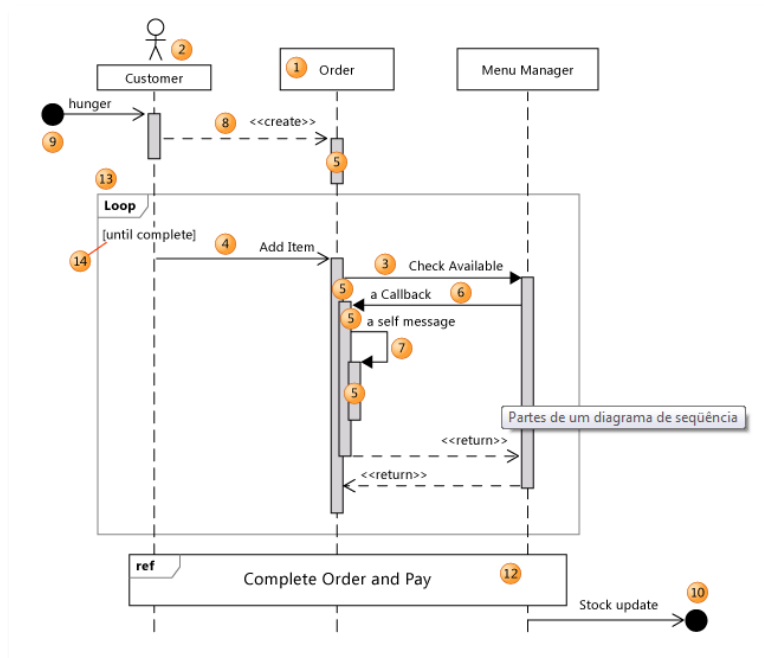 2
Customer
1 Order
Menu Manager
hunger
9
8 <<create>>
5
13
Loop
[until complete]
14
4 Add Item
3 Check Available
5
a Callback 6
5 a self message
7
5
Partes de um diagrama de seqüência
<<return>>
<<return>>
ref
Complete Order and Pay 12
10
Stock update